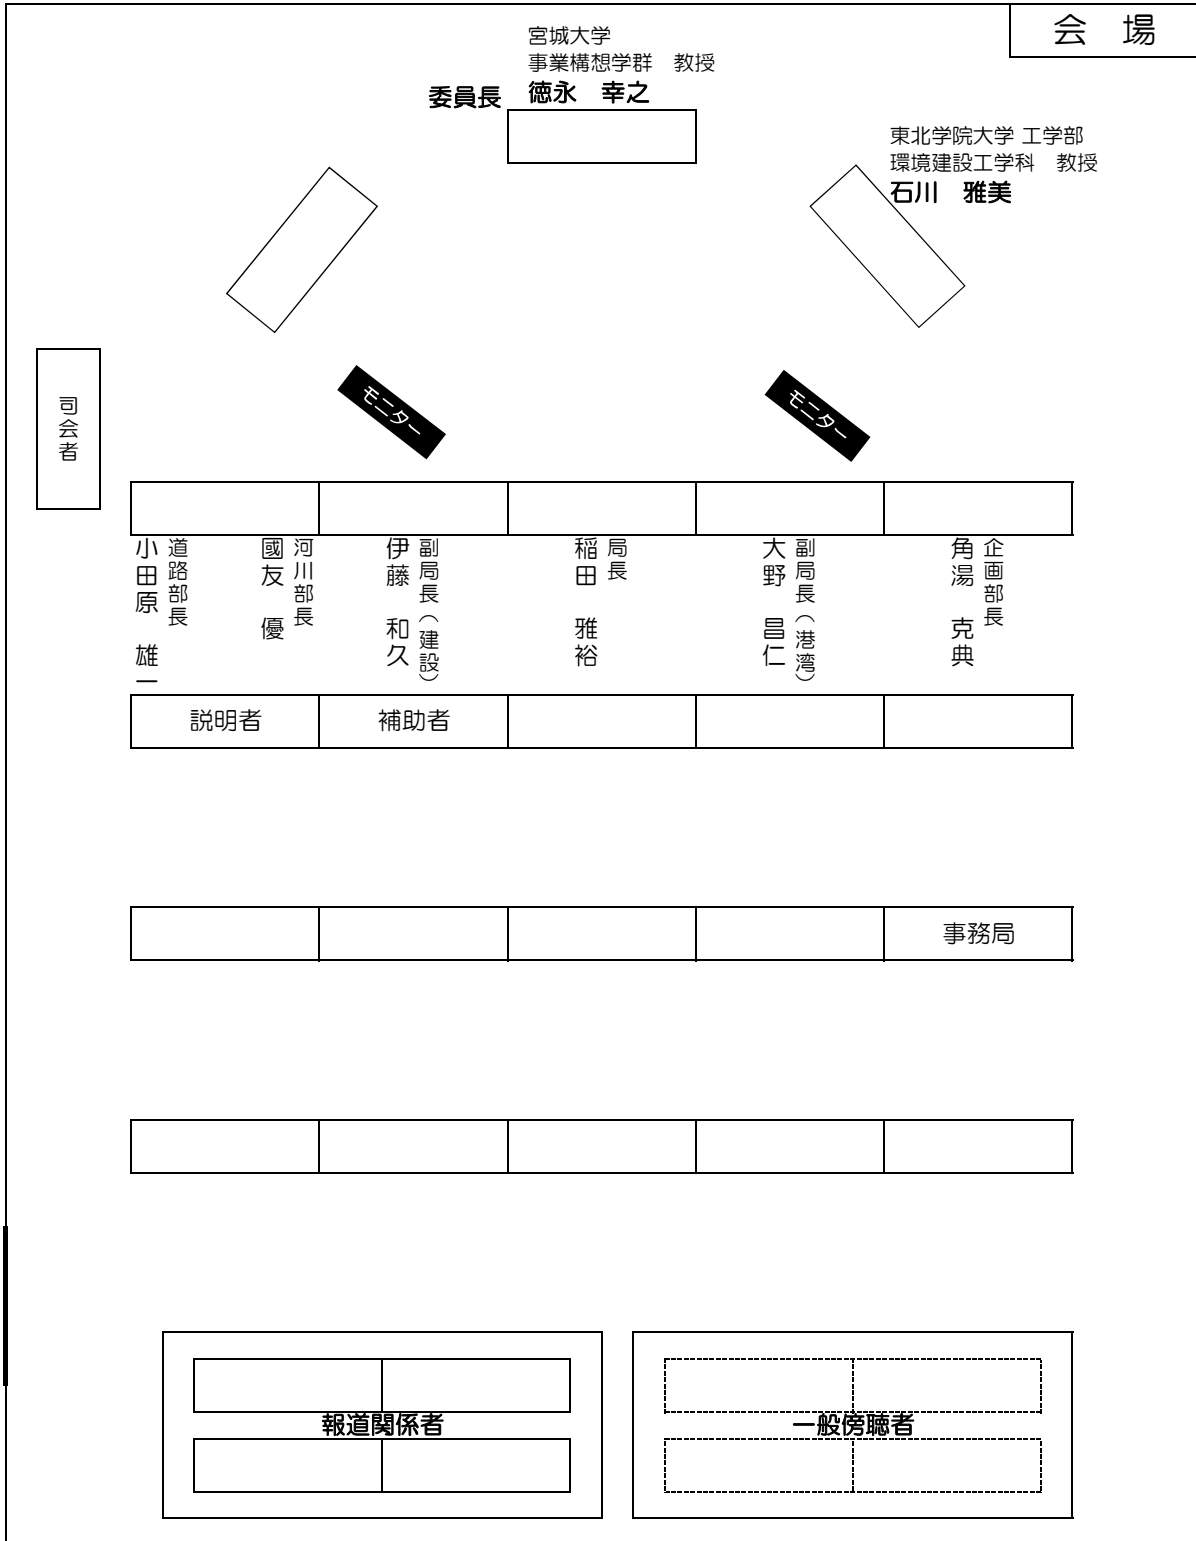 会　場
宮城大学
事業構想学群　教授
委員長
徳永　幸之
東北学院大学 工学部
環境建設工学科　教授
石川　雅美
司会者
モニター
モニター
道路部長
小田原　雄一
河川部長
國友　優
副局長（建設）
伊藤　和久
局長
稲田　雅裕
副局長（港湾）
大野　昌仁
企画部長
角湯　克典
説明者
補助者
事務局
報道関係者
一般傍聴者